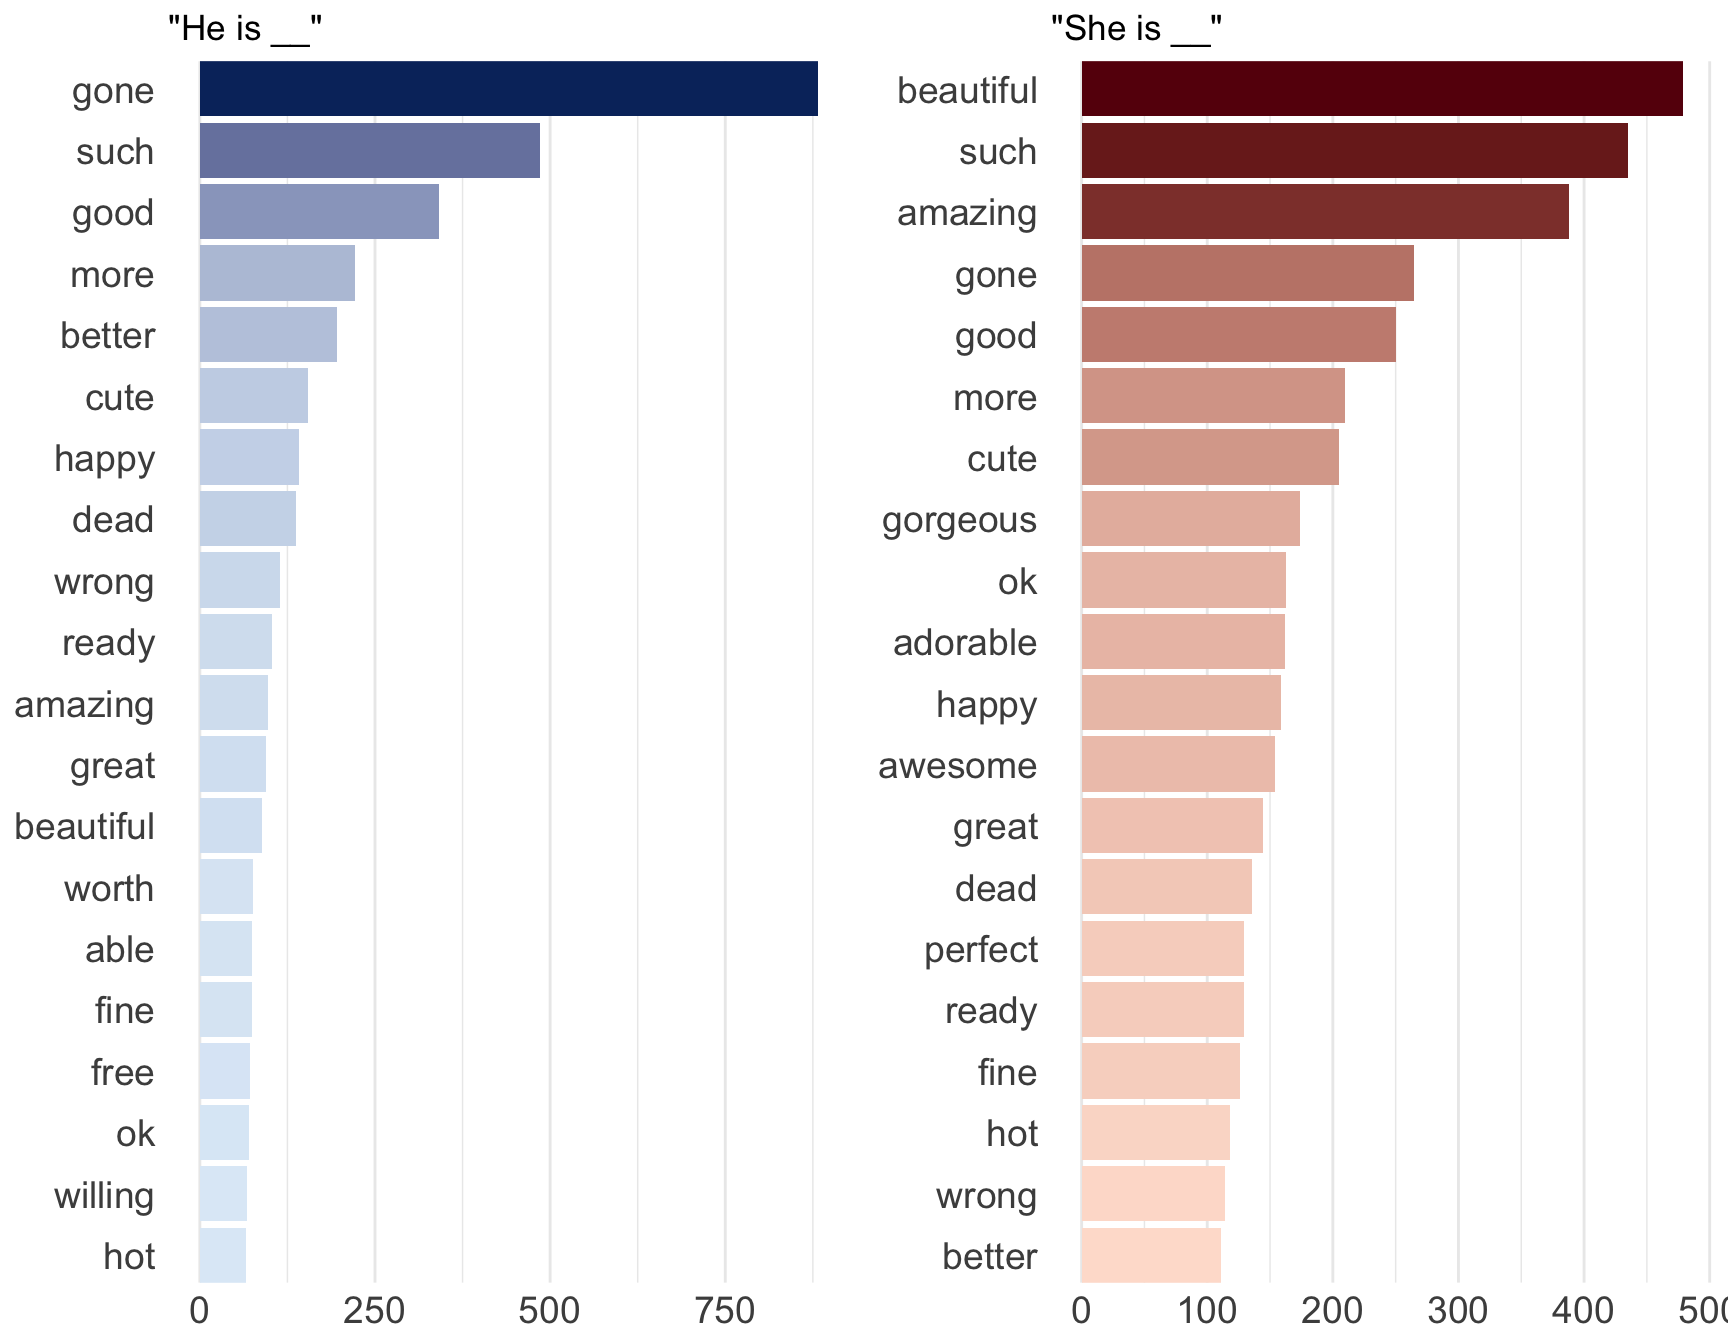 "He is __"
gone
such
good
more
better
cute
happy
dead
wrong
ready
amazing
great
beautiful
worth
able
fine
free
ok
willing
hot
0 250 500 750
"She is __"
beautiful
such
amazing
gone
good
more
cute
gorgeous
ok
adorable
happy
awesome
great
dead
perfect
ready
fine
hot
wrong
better
0 100 200 300 400 500